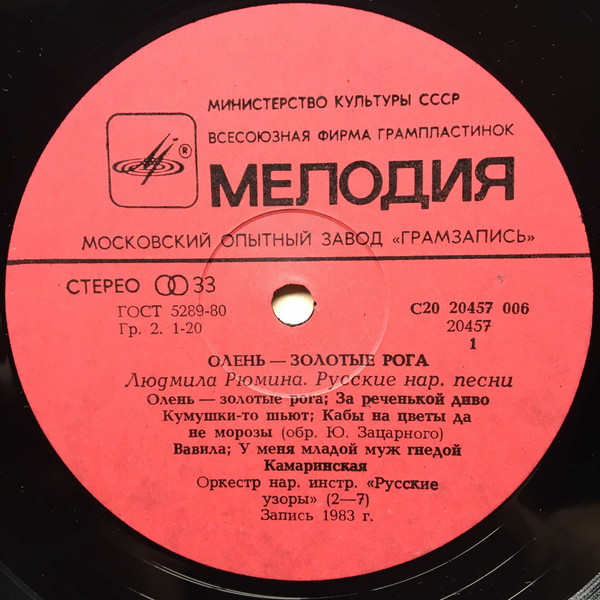 МИНИСТЕРСТВО КУЛЬТУРЫ СССР
ВСЕСОЮЗНАЯ ФИРМА ГРАМПЛАСТИНОК
®
МЕЛОДИЯ
МОСКОВСКИЙ ОПЫТНЫЙ ЗАВОД «ГРАМЗАПИСЬ»
СТЕРЕО 33
ГОСТ 5289-80
Гр. 2. 1-20
С20 20457 006
20457
1
ОЛЕНЬ — ЗОЛОТЫЕ РОГА
Людмила Рюмина. Русские нар. песни
Олень — золотые рога; За реченькой диво
Кумушки-то шьют; Кабы на цветы да
не морозы (обр. Ю. Зацарного)
Вавила; У меня младой муж гнедой
Камаринская
Оркестр нар. инстр. «Русские
узоры» (2—7)
Запись 1983 г.